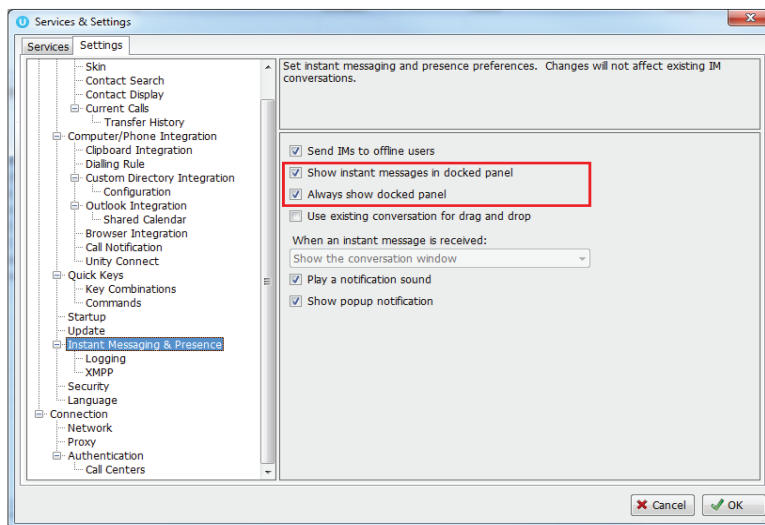 Services & Settings
Services
Settings
Skin
Contact Search
Contact Display
Current Calls
Transfer History
Computer/Phone Integration
Clipboard Integration
Dialling Rule
Custom Directory Integration
Configuration
Outlook Integration
Shared Calendar
Browser Integration
Call Notification
Unity Connect
Quick Keys
Key Combinations
Commands
Startup
Update
Instant Messaging & Presence
Logging
XMPP
Security
Language
Connection
Network
Proxy
Authentication
Call Centers
Set instant messaging and presence preferences. Changes will not affect existing IM
conversations.
Send IMs to offline users
Show instant messages in docked panel
Always show docked panel
Use existing conversation for drag and drop
When an instant message is received:
Show the conversation window
Play a notification sound
Show popup notification
Cancel
OK